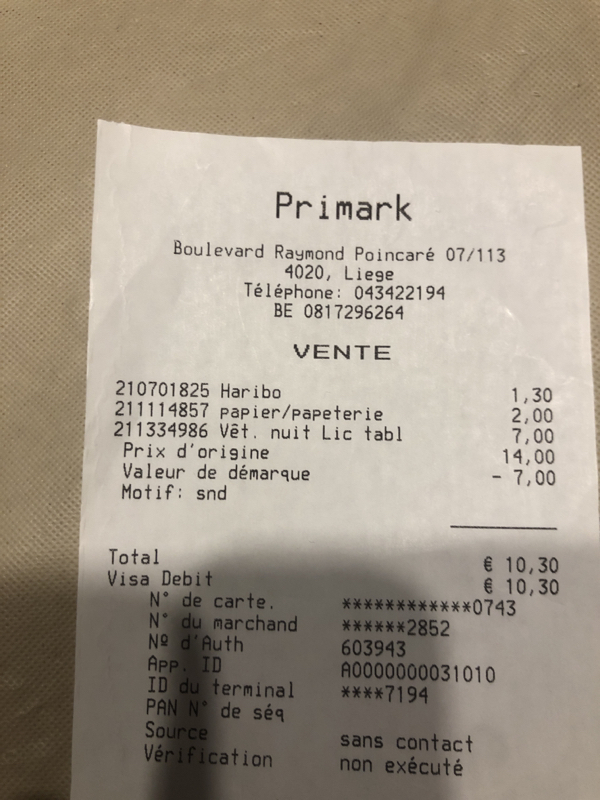 Primark
Boulevard Raymond Poincaré 07/113
4020, Liege
Téléphone: 043422194
BE 0817296264
VENTE
210701825 Haribo 1,30
211114857 papier/papeterie 2,00
211334986 Vêt. nuit Lic tabl 7,00
Prix d'origine 14,00
Valeur de démarque - 7,00
Motif: snd
Total € 10,30
Visa Debit € 10,30
N° de carte. ************0743
N° du marchand ******2852
Nº d'Auth 603943
App. ID A0000000031010
ID du terminal ****7194
PAN N° de séq
Source sans contact
Vérification non exécuté